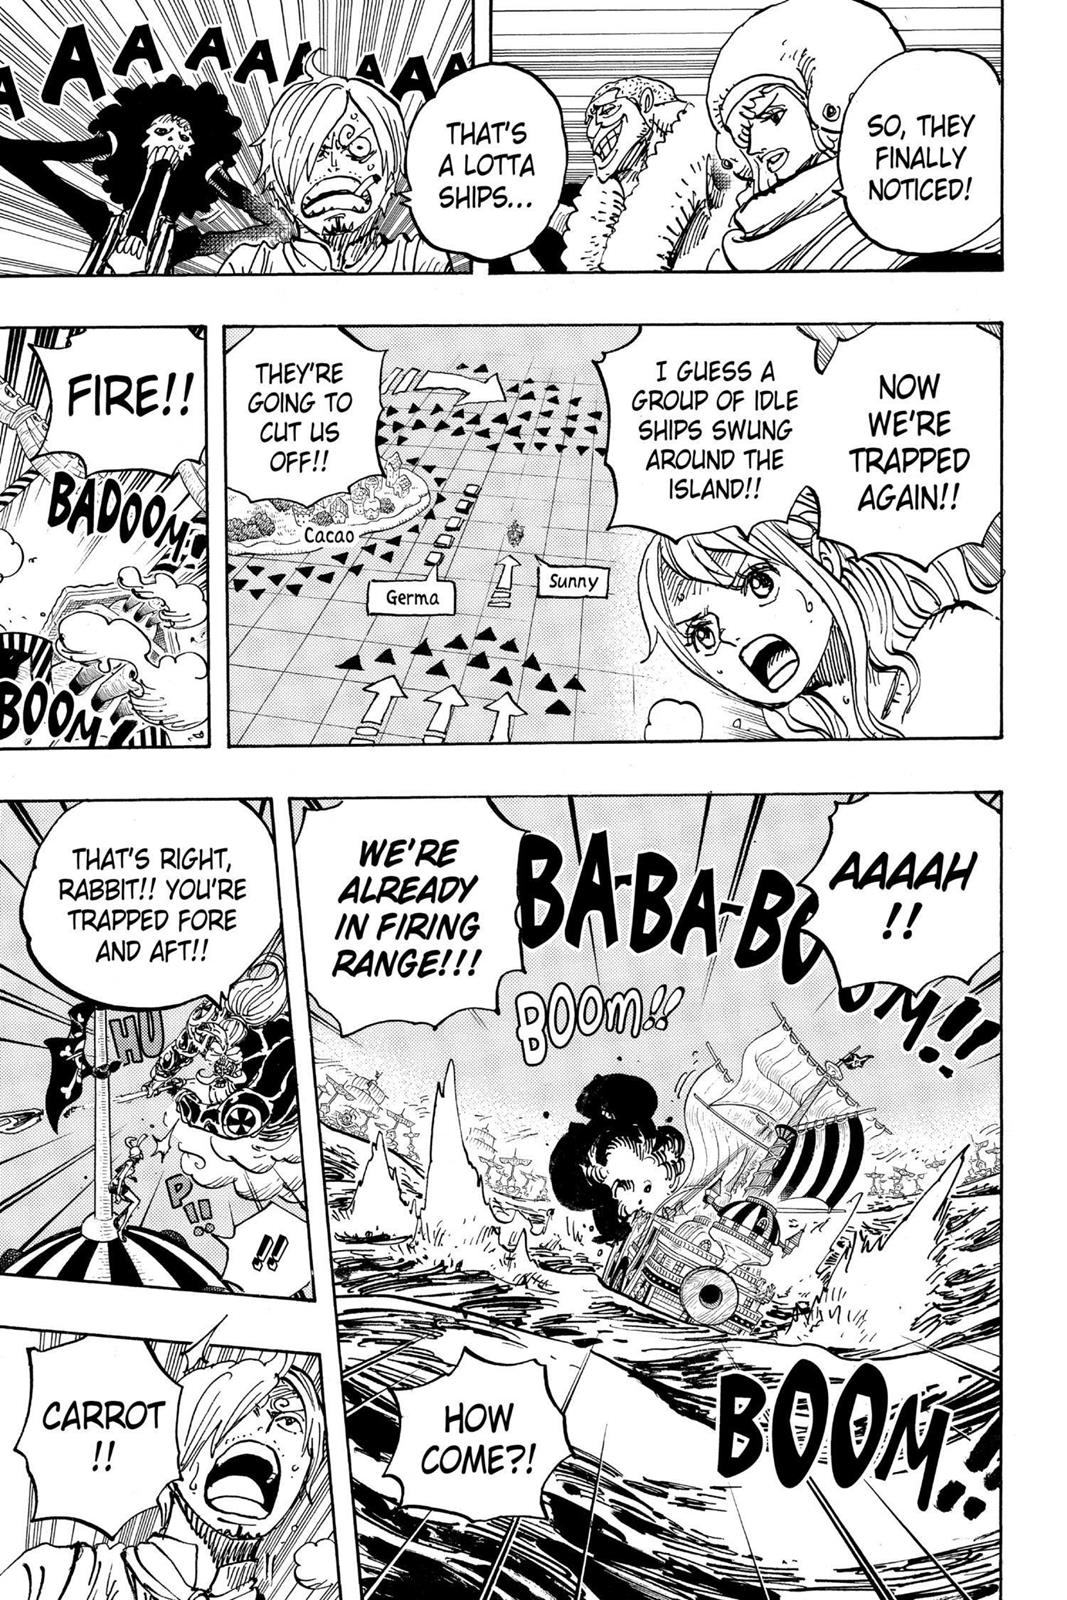 SO, THEY
FINALLY
NOTICED!
THAT'S
A LOTTA
SHIPS...
AAAAAAAAAA
NOW
WE'RE
TRAPPED
AGAIN!!
I GUESS A
GROUP OF IDLE
SHIPS SWUNG
AROUND THE
ISLAND!!
THEY'RE
GOING TO
CUT US
OFF!!
Cacao
Germa
Sunny
FIRE!!
BADOOM!!
BOOM!
AAAAH
!!
BA-BA-BOOOOM!!
BOOM!!
WE'RE
ALREADY
IN FIRING
RANGE!!!
HOW
COME?!
BOOM!!
THAT'S RIGHT,
RABBIT!! YOU'RE
TRAPPED FORE
AND AFT!!
HU
P!!
!!
CARROT
!!